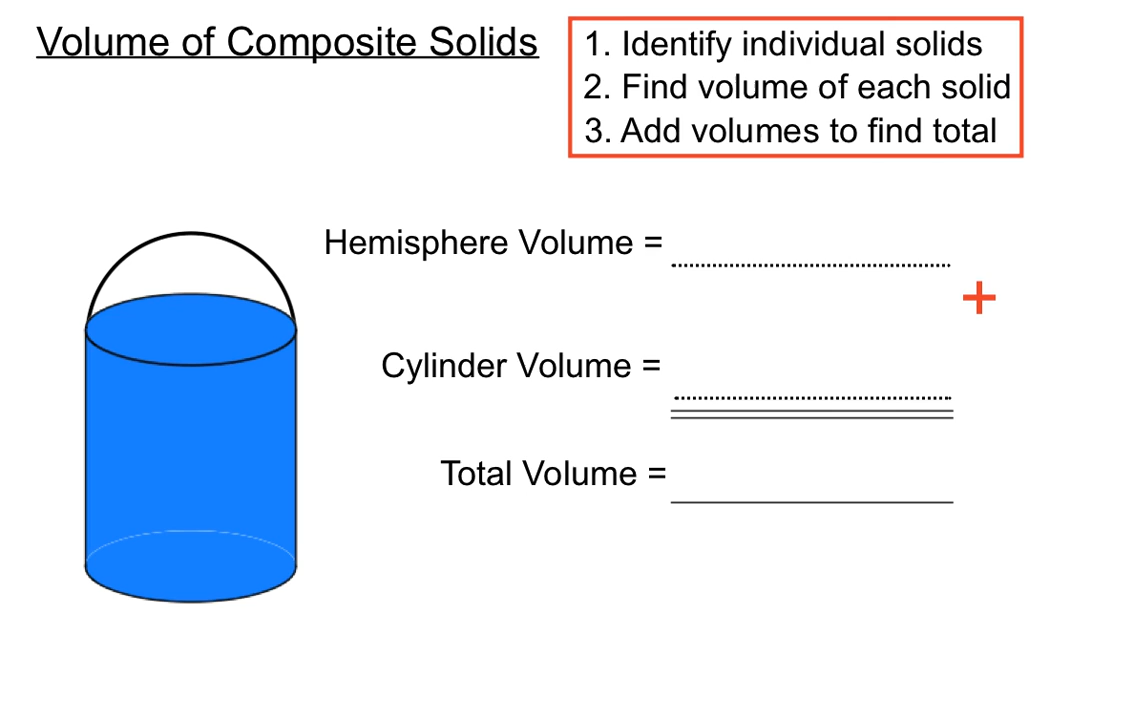 Volume of Composite Solids
1. Identify individual solids
2. Find volume of each solid
3. Add volumes to find total
Hemisphere Volume =
+
Cylinder Volume =
Total Volume =